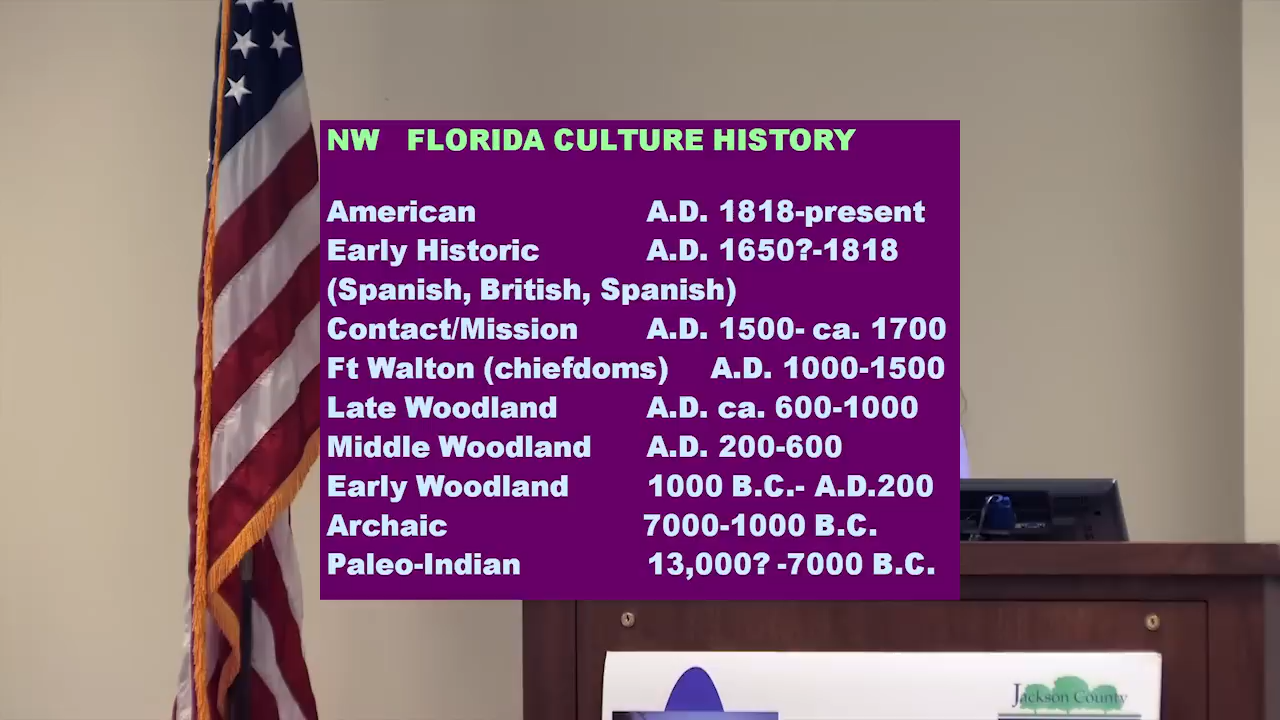 NW FLORIDA CULTURE HISTORY
American A.D. 1818-present
Early Historic A.D. 1650?-1818
(Spanish, British, Spanish)
Contact/Mission A.D. 1500- ca. 1700
Ft Walton (chiefdoms) A.D. 1000-1500
Late Woodland A.D. ca. 600-1000
Middle Woodland A.D. 200-600
Early Woodland 1000 B.C.- A.D.200
Archaic 7000-1000 B.C.
Paleo-Indian 13,000? -7000 B.C.
Jackson County